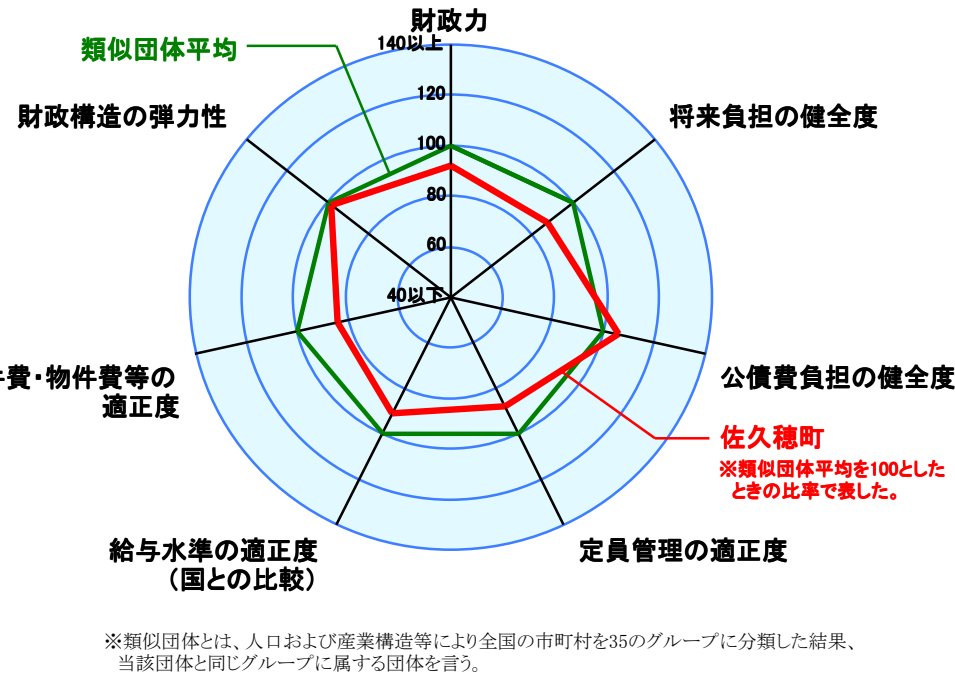 財政力
140以上
類似団体平均
120
財政構造の弾力性
将来負担の健全度
100
80
60
40以下
件費・物件費等の
適正度
公債費負担の健全度
佐久穂町
※類似団体平均を100とした
ときの比率で表した。
給与水準の適正度
（国との比較）
定員管理の適正度
※類似団体とは、人口および産業構造等により全国の市町村を35のグループに分類した結果、
当該団体と同じグループに属する団体を言う。